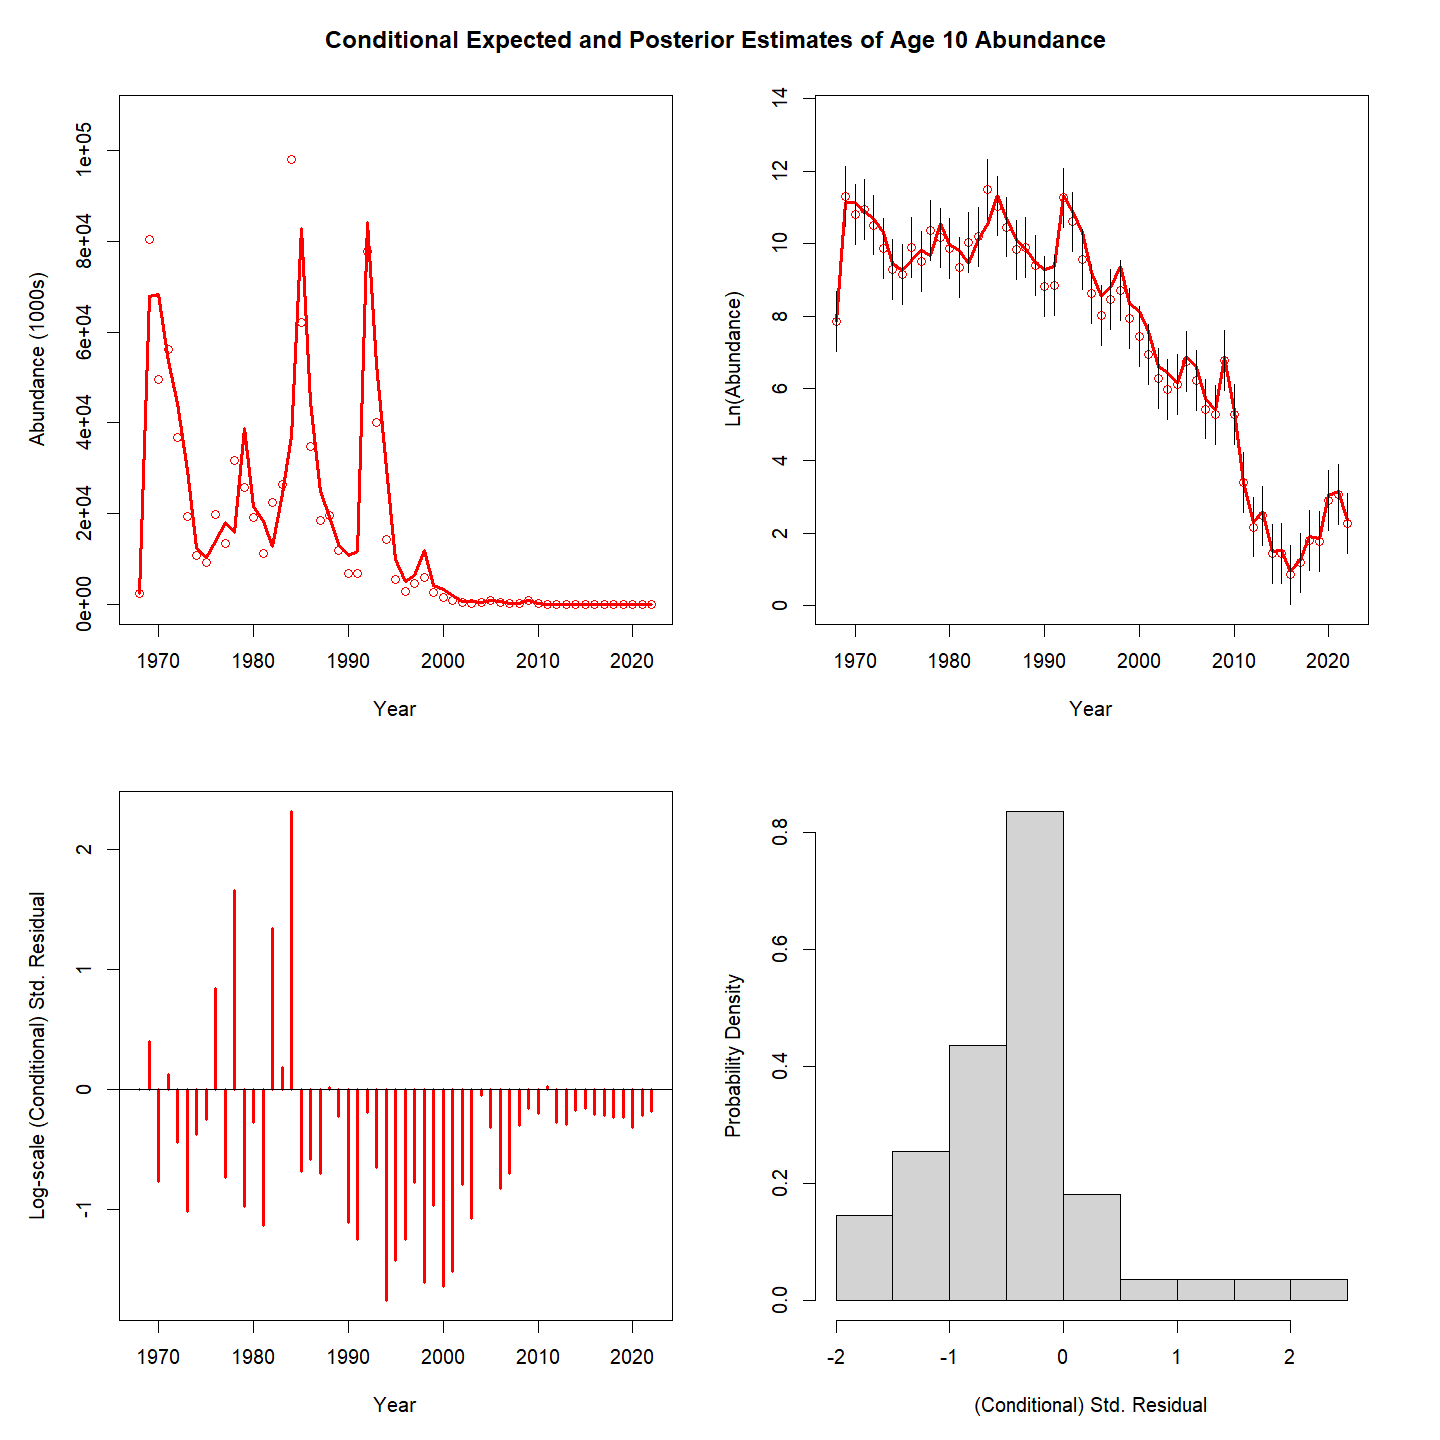 Conditional Expected and Posterior Estimates of Age 10 Abundance
Abundance (1000s)
1e+05
8e+04
6e+04
4e+04
2e+04
0e+00
1970 1980 1990 2000 2010 2020
Year
Ln(Abundance)
14
12
10
8
6
4
2
0
1970 1980 1990 2000 2010 2020
Year
Log-scale (Conditional) Std. Residual
2
1
0
-1
1970 1980 1990 2000 2010 2020
Year
Probability Density
0.8
0.6
0.4
0.2
0.0
-2 -1 0 1 2
(Conditional) Std. Residual